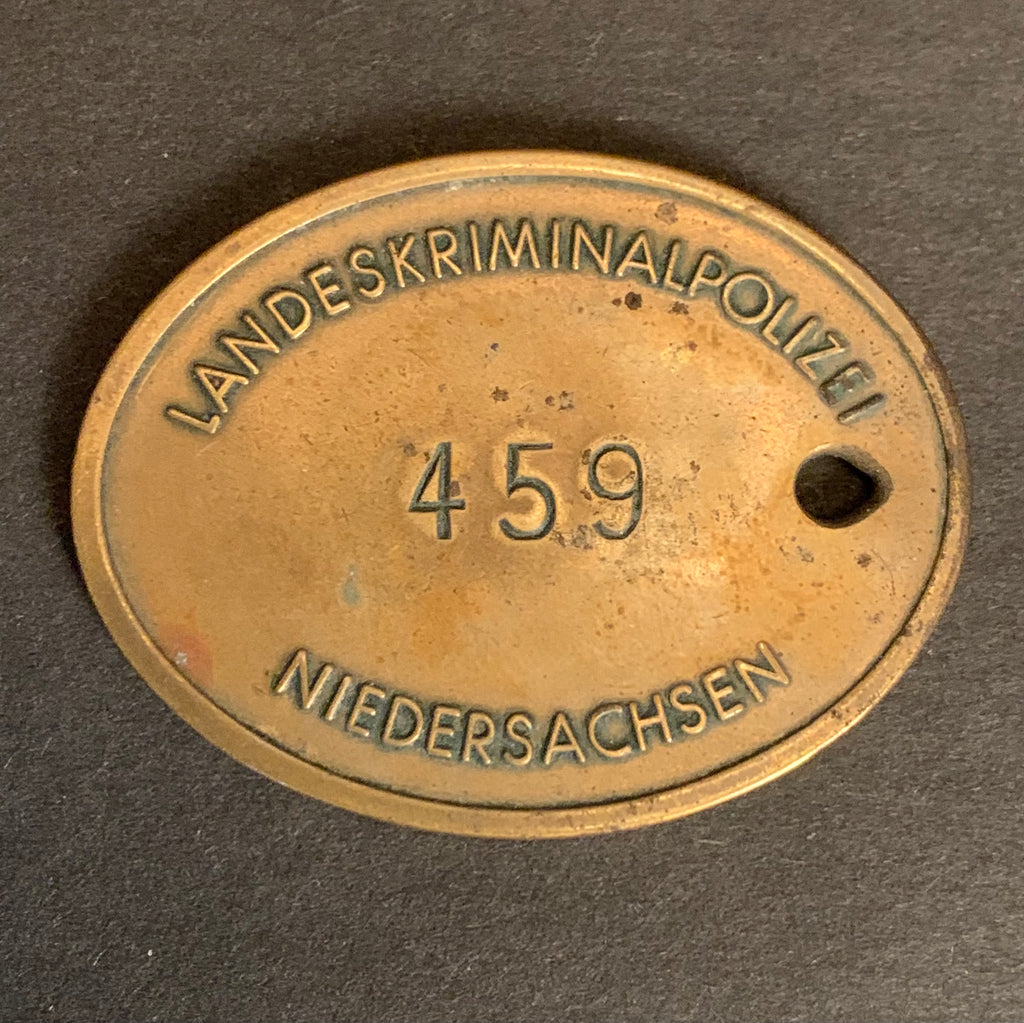 LANDESKRIMINALPOLIZEI
459
NIEDERSACHSEN